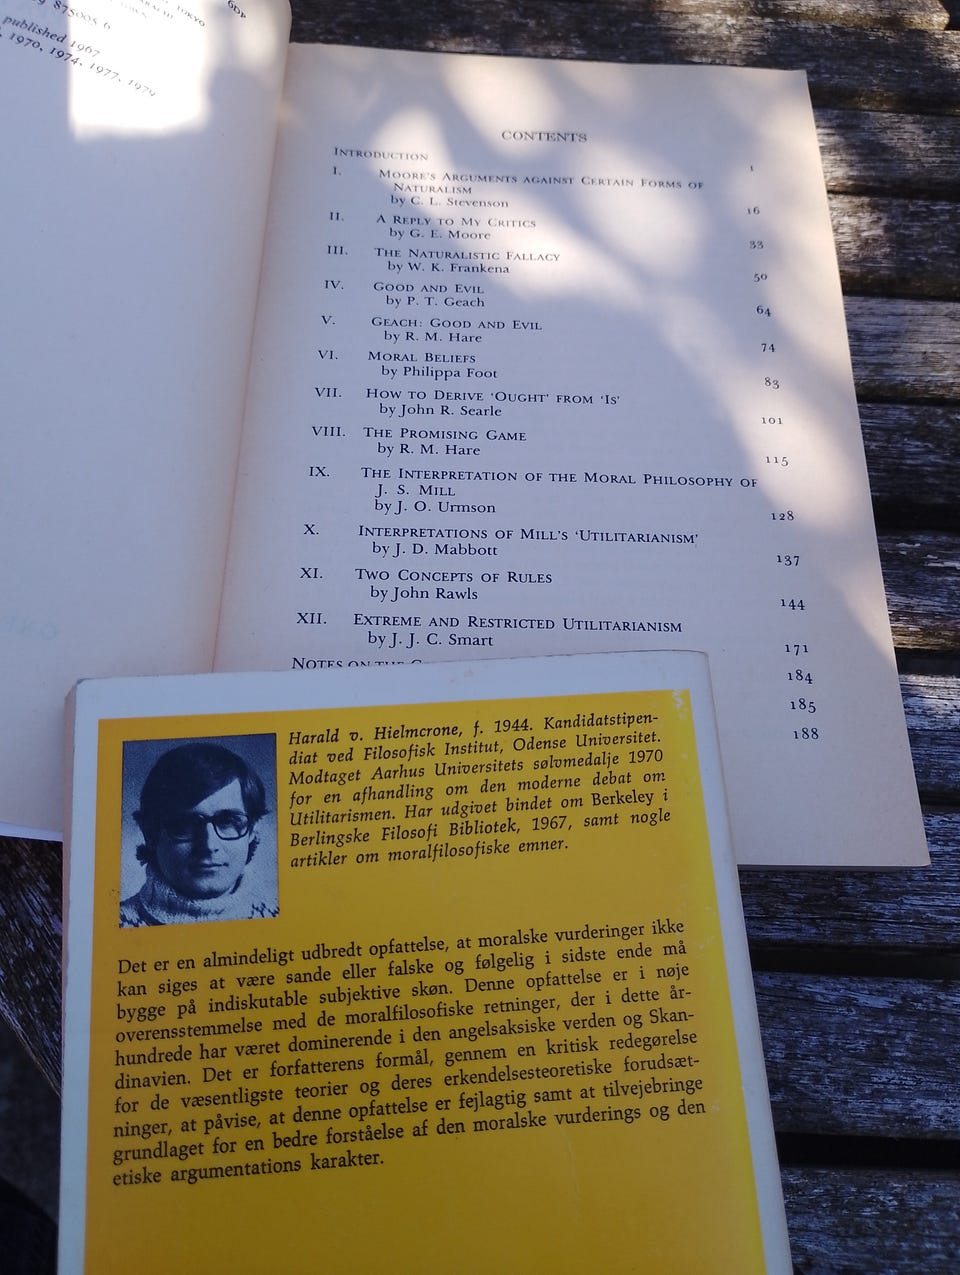 TOKYO
6DP
875008 6
published 1967
1970, 1974, 1977, 1979
CONTENTS
INTRODUCTION 1
I. MOORE'S ARGUMENTS AGAINST CERTAIN FORMS OF
NATURALISM
by C. L. Stevenson 16
II. A REPLY TO MY CRITICS
by G. E. Moore 33
III. THE NATURALISTIC FALLACY
by W. K. Frankena 50
IV. GOOD AND EVIL
by P. T. Geach 64
V. GEACH: GOOD AND EVIL
by R. M. Hare 74
VI. MORAL BELIEFS
by Philippa Foot 83
VII. HOW TO DERIVE 'OUGHT' FROM 'IS'
by John R. Searle 101
VIII. THE PROMISING GAME
by R. M. Hare 115
IX. THE INTERPRETATION OF THE MORAL PHILOSOPHY OF
J. S. MILL
by J. O. Urmson 128
X. INTERPRETATIONS OF MILL'S 'UTILITARIANISM'
by J. D. Mabbott 137
XI. TWO CONCEPTS OF RULES
by John Rawls 144
XII. EXTREME AND RESTRICTED UTILITARIANISM
by J. J. C. Smart 171
NOTES ON THE 184
185
188
Harald v. Hielmcrone, f. 1944. Kandidatstipen-
diat ved Filosofisk Institut, Odense Universitet.
Modtaget Aarhus Universitets sølvmedalje 1970
for en afhandling om den moderne debat om
Utilitarismen. Har udgivet bindet om Berkeley i
Berlingske Filosofi Bibliotek, 1967, samt nogle
artikler om moralfilosofiske emner.
Det er en almindeligt udbredt opfattelse, at moralske vurderinger ikke
kan siges at være sande eller falske og følgelig i sidste ende må
bygge på indiskutable subjektive skøn. Denne opfattelse er i nøje
overensstemmelse med de moralfilosofiske retninger, der i dette år-
hundrede har været dominerende i den angelsaksiske verden og Skan-
dinavien. Det er forfatterens formål, gennem en kritisk redegørelse
for de væsentligste teorier og deres erkendelsesteoretiske forudsæt-
ninger, at påvise, at denne opfattelse er fejlagtig samt at tilvejebringe
grundlaget for en bedre forståelse af den moralske vurderings og den
etiske argumentations karakter.